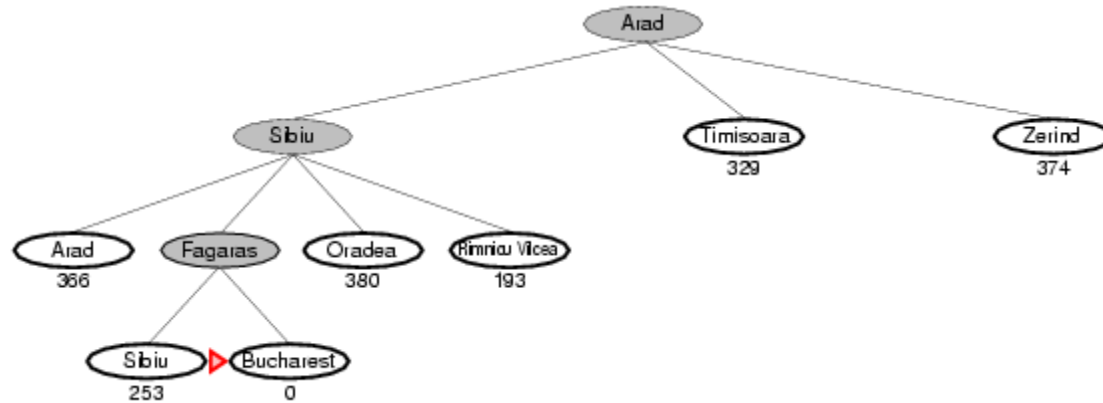 Arad
Sibiu
Timisoara
Zerind
329
374
Arad
Fagaras
Oradea
Rimnicu Vilcea
366
380
193
Sibiu
Bucharest
253
0